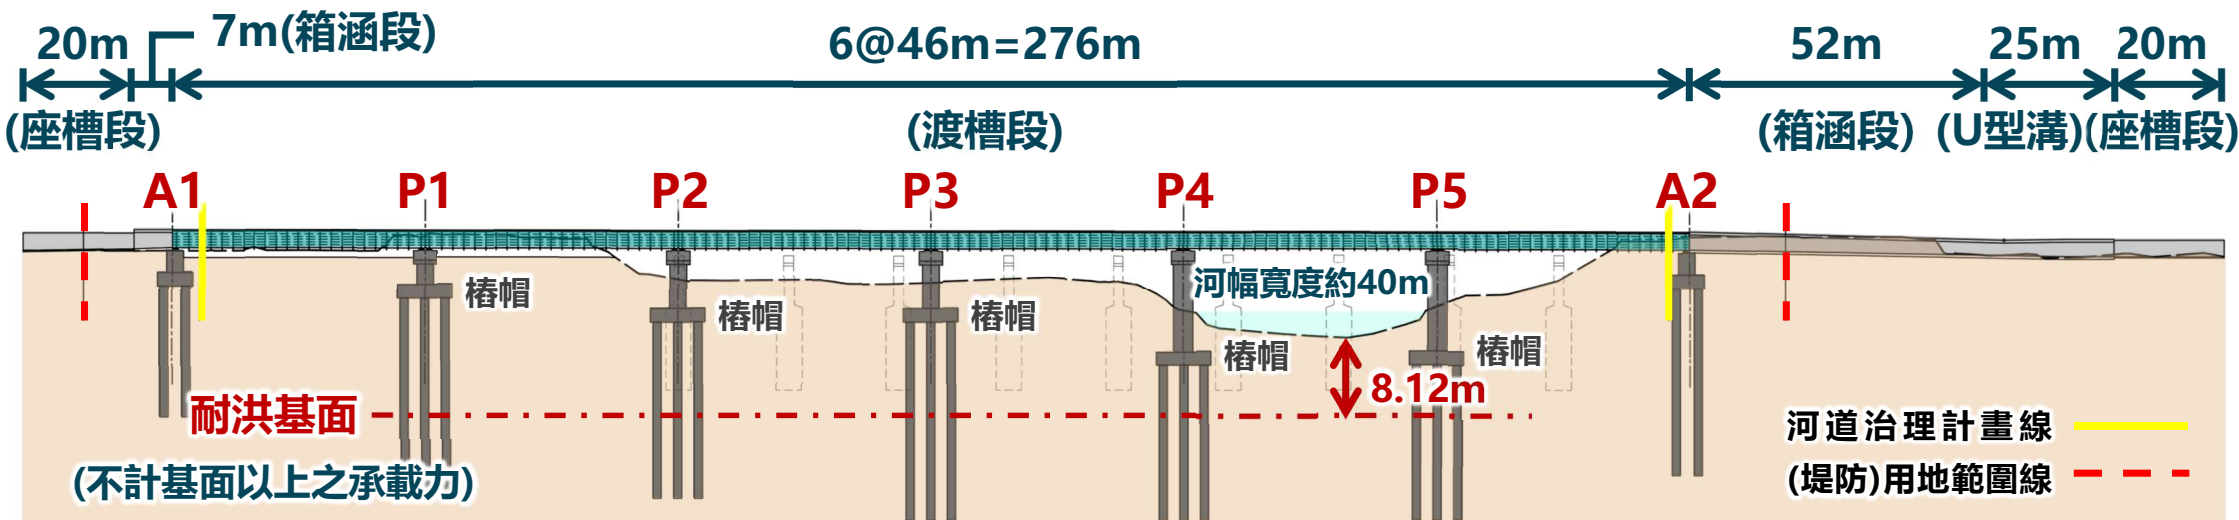 20m
7m(箱涵段)
6@46m=276m
52m
25m
20m
(座槽段)
(渡槽段)
(箱涵段)
(U型溝)
(座槽段)
A1
P1
P2
P3
P4
P5
A2
樁帽
樁帽
樁帽
河幅寬度約40m
樁帽
樁帽
8.12m
耐洪基面
(不計基面以上之承載力)
河道治理計畫線
(堤防)用地範圍線